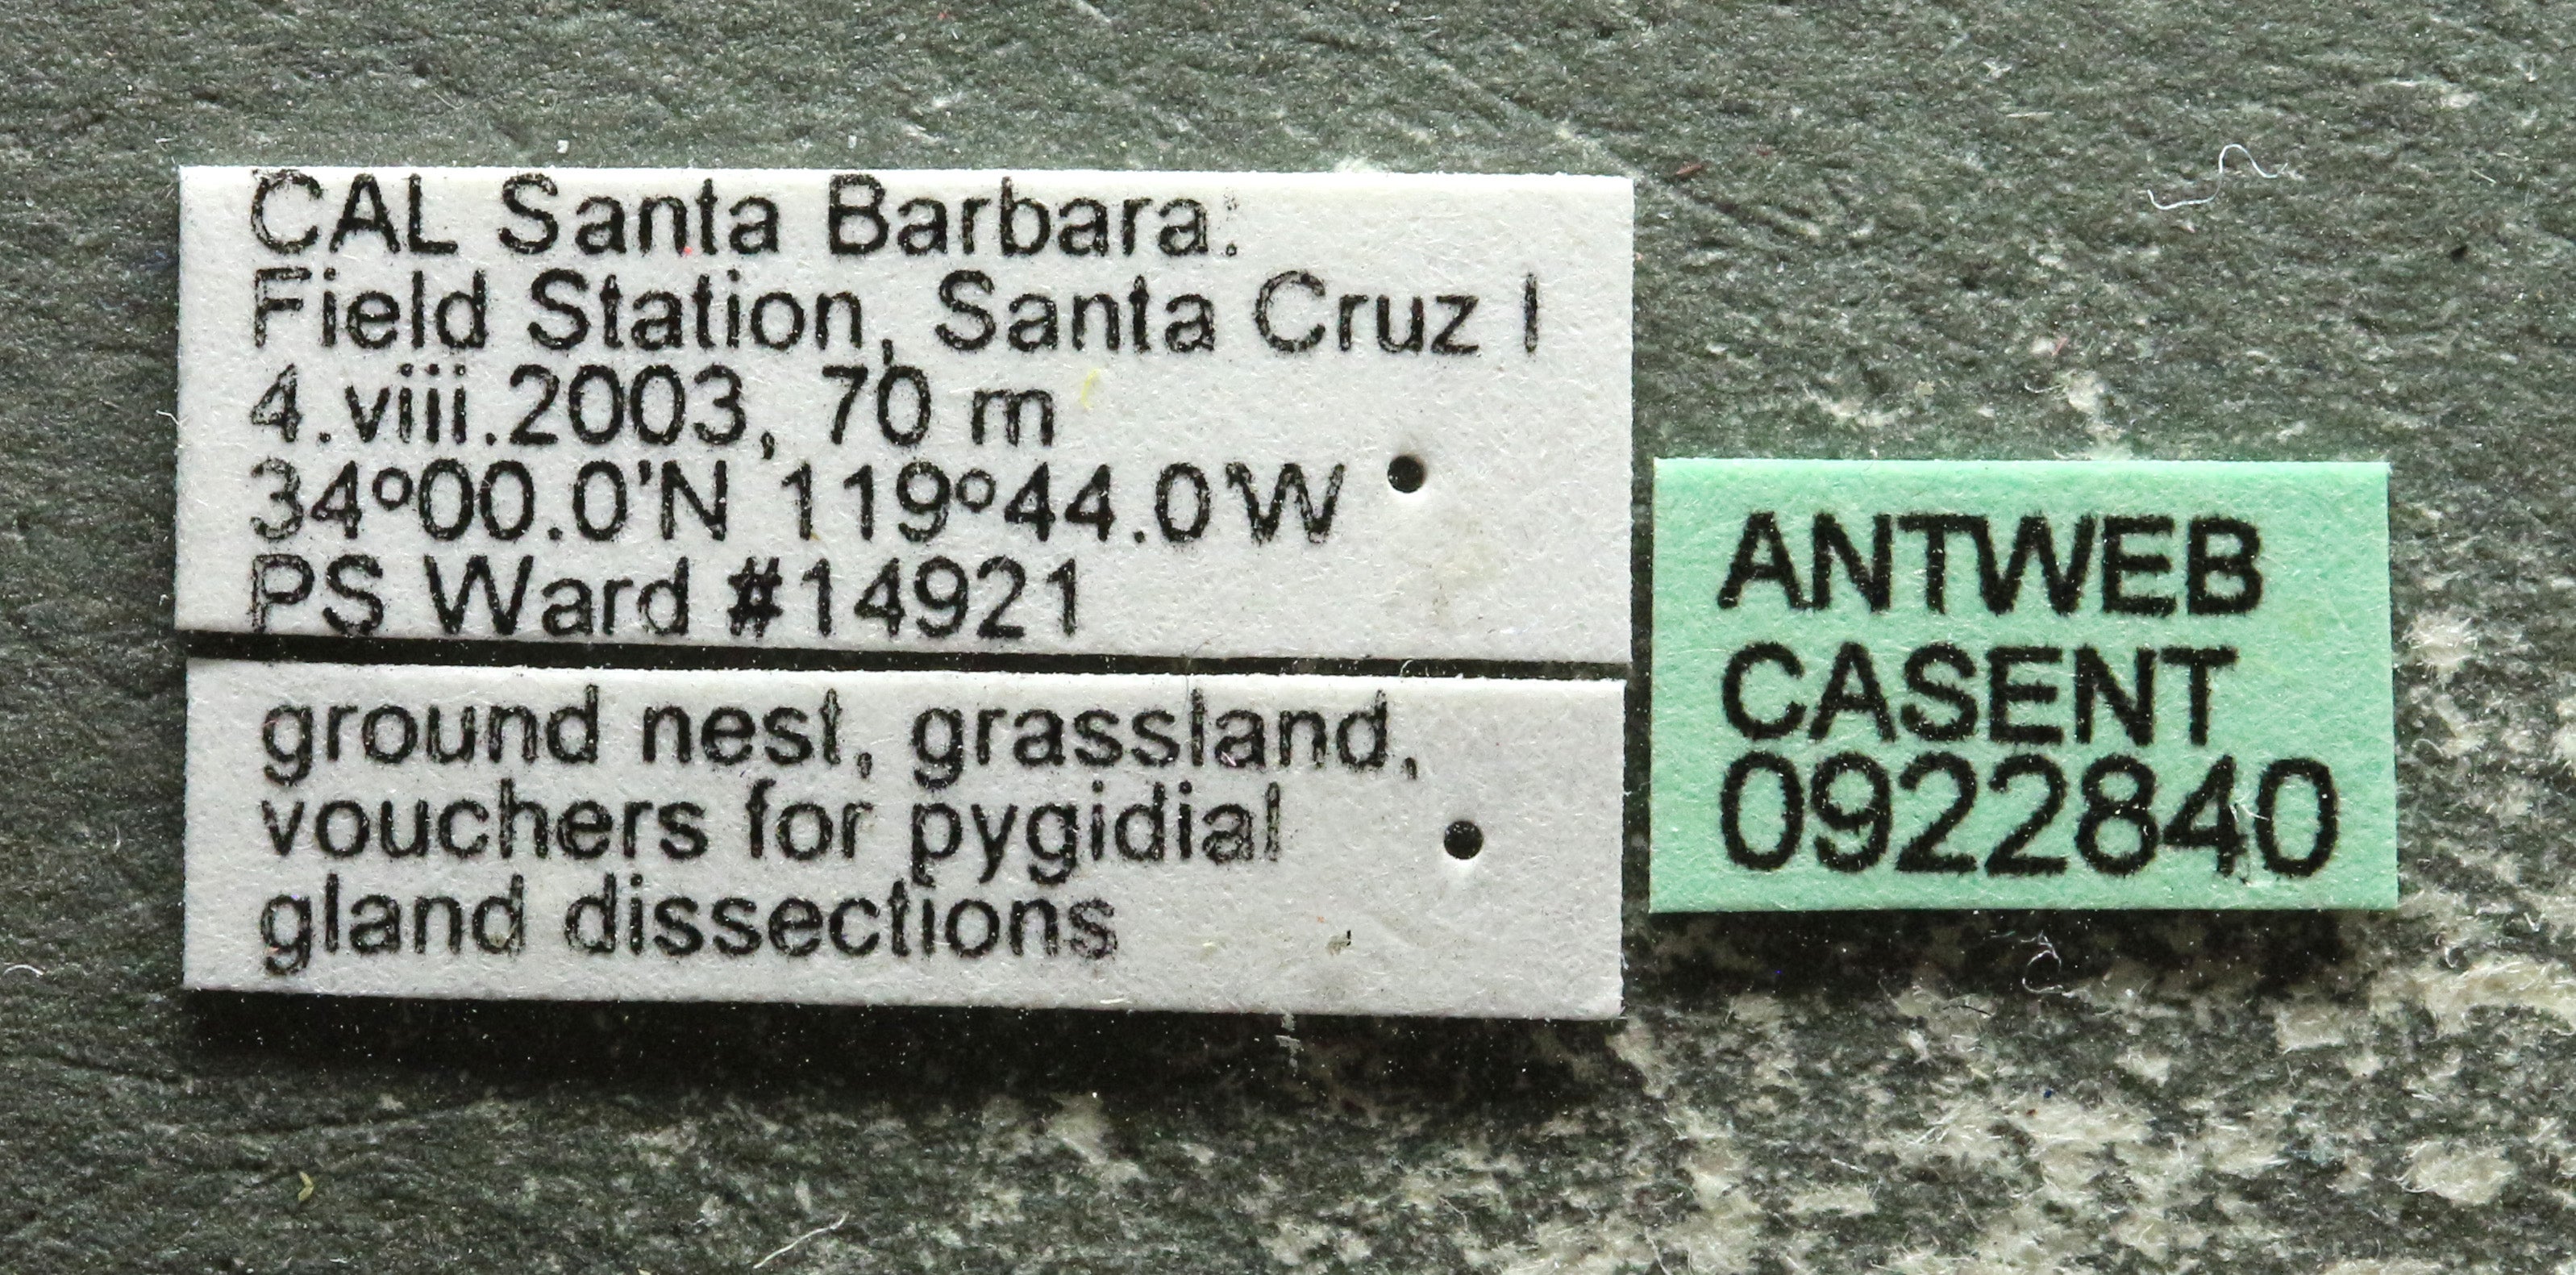 CAL Santa Barbara:
Field Station, Santa Cruz I
4.viii.2003, 70 m
34°00.0'N 119°44.0'W
PS Ward #14921
ground nest, grassland,
vouchers for pygidial
gland dissections
ANTWEB
CASENT
0922840